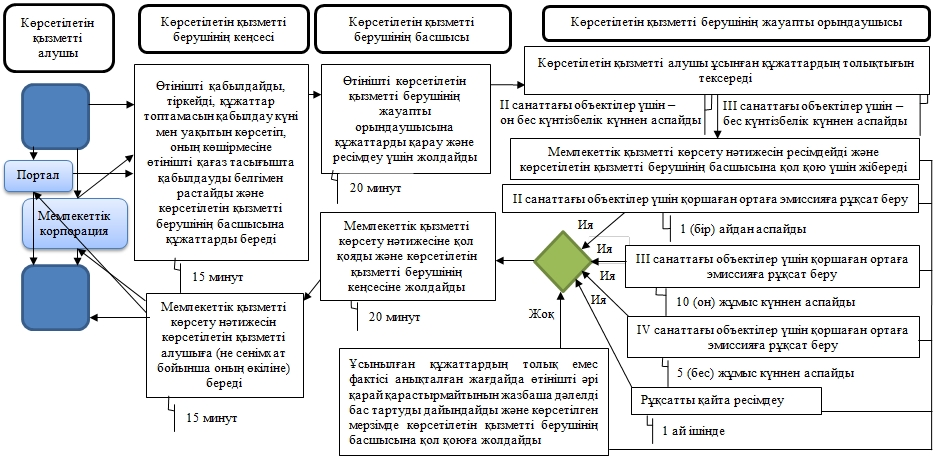 Көрсетілетін
қызметті
алушы
Көрсетілетін қызметті
берушінің кеңсесі
Көрсетілетін қызметті
берушінің басшысы
Көрсетілетін қызметті берушінің жауапты орындаушысы
Портал
Мемлекеттік
корпорация
Өтінішті қабылдайды,
тіркейді, құжаттар
топтамасын қабылдау күні
мен уақытын көрсетіп,
оның көшірмесіне
өтінішті қағаз тасығышта
қабылдауды белгімен
растайды және
көрсетілетін қызметті
берушінің басшысына
құжаттарды береді
15 минут
Мемлекеттік қызметті
көрсету нәтижесін
көрсетілетін қызметті
алушыға (не сенімхат
бойынша оның өкіліне)
береді
15 минут
Өтінішті көрсетілетін
қызметті берушінің
жауапты
орындаушысына
құжаттарды қарау және
ресімдеу үшін жолдайды
20 минут
Мемлекеттік қызметті
көрсету нәтижесіне қол
қояды және көрсетілетін
қызметті берушінің
кеңсесіне жолдайды
20 минут
Көрсетілетін қызметті алушы ұсынған құжаттардың толықтығын
тексереді
II санаттағы объектілер үшін –
он бес күнтізбелік күннен аспайды
III санаттағы объектілер үшін –
бес күнтізбелік күннен аспайды
Мемлекеттік қызметті көрсету нәтижесін ресімдейді және
көрсетілетін қызметті берушінің басшысына қол қою үшін жібереді
II санаттағы объектілер үшін қоршаған ортаға эмиссияға рұқсат беру
1 (бір) айдан аспайды
Ия
Ия
Ия
Ия
Жоқ
III санаттағы объектілер үшін қоршаған ортаға
эмиссияға рұқсат беру
10 (он) жұмыс күннен аспайды
IV санаттағы объектілер үшін қоршаған ортаға
эмиссияға рұқсат беру
5 (бес) жұмыс күннен аспайды
Рұқсатты қайта ресімдеу
1 ай ішінде
Ұсынылған құжаттардың толық емес
фактісі анықталған жағдайда өтінішті әрі
қарай қарастырмайтынын жазбаша дәлелді
бас тартуды дайындайды және көрсетілген
мерзімде көрсетілетін қызметті берушінің
басшысына қол қоюға жолдайды